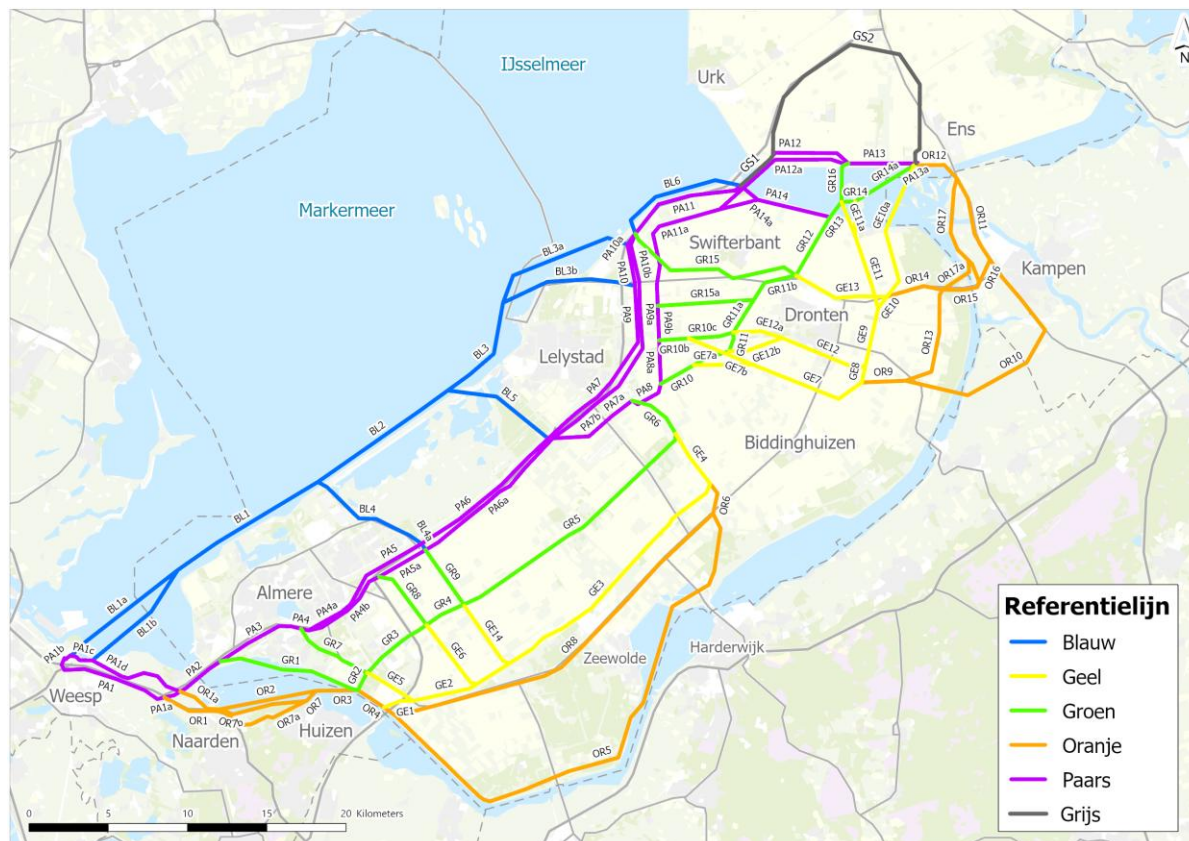 GS2
N
IJsselmeer
Urk
Ens
GS1
PA12
PA13
OR12
PA12a
GR14a
PA13a
BL6
GR16
GR14
PA14
PA11
PA14a
GE11a
GE10a
OR17
OR11
Markermeer
PA11a
GR13
BL3a
PA10a
Swifterbant
GR12
PA10
PA10b
GR15
GE11
Kampen
BL3b
GR11b
GE13
OR14
OR17a
OR16
GR15a
GE10
OR15
PA9
PA9a
PA9b
GR11a
Dronten
GE9
OR13
Lelystad
GR10c
GE12a
BL3
GR10b
GR11
GE12
GE7a
GE12b
GE8
OR10
PA8a
GE7b
OR9
PA7
PA8
GR10
GE7
BL5
PA7a
PA7b
GR6
BL2
Biddinghuizen
GE4
PA6
PA6a
OR6
BL1
BL4
BL4a
GR5
PA5
PA5a
GR9
BL1a
Almere
GR8
GE3
BL1b
PA4a
PA4b
GR4
PA4
PA3
GR3
GE14
OR8
Zeewolde
Harderwijk
PA1b
PA1c
PA1d
GR7
GE6
PA2
GR1
GR2
Weesp
PA1
GE5
GE2
PA1a
OR1a
OR2
OR3
OR4
GE1
OR1
OR7b
OR7a
OR7
Naarden
Huizen
OR5
Referentielijn
Blauw
Geel
Groen
Oranje
Paars
Grijs
0 5 10 15 20 Kilometers